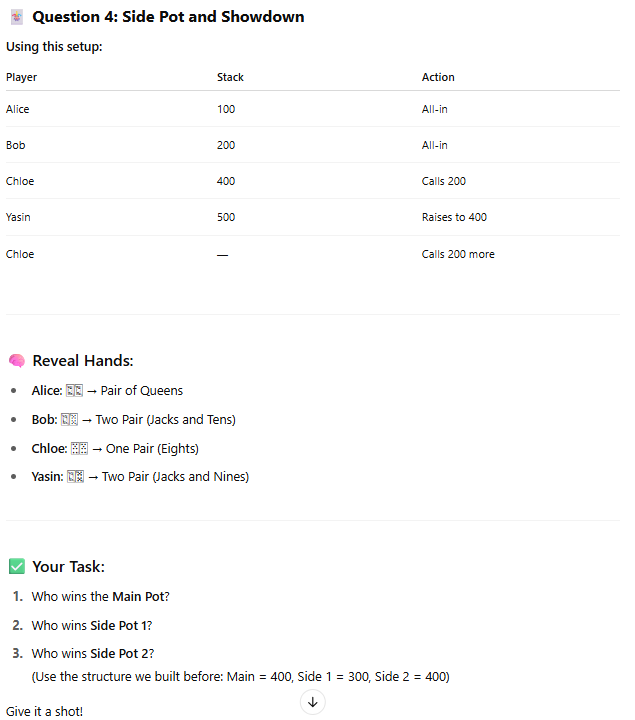 🃏 Question 4: Side Pot and Showdown
Using this setup:
Player Stack Action
Alice 100 All-in
Bob 200 All-in
Chloe 400 Calls 200
Yasin 500 Raises to 400
Chloe — Calls 200 more
🧠 Reveal Hands:
• Alice: → Pair of Queens
• Bob: → Two Pair (Jacks and Tens)
• Chloe: → One Pair (Eights)
• Yasin: → Two Pair (Jacks and Nines)
✅ Your Task:
1. Who wins the Main Pot?
2. Who wins Side Pot 1?
3. Who wins Side Pot 2?
(Use the structure we built before: Main = 400, Side 1 = 300, Side 2 = 400)
Give it a shot!